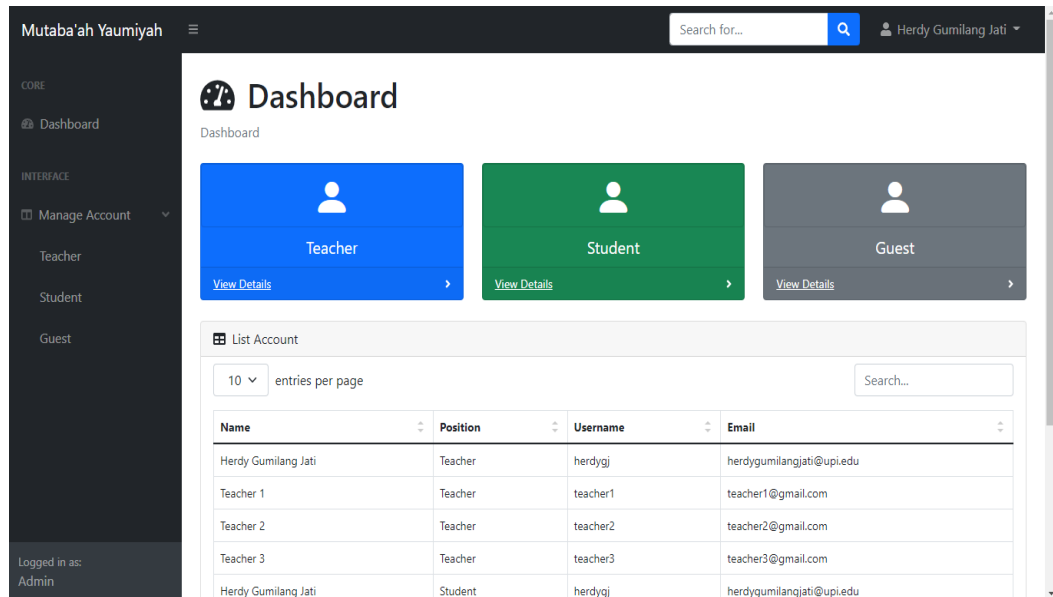 Mutaba'ah Yaumiyah
Search for...
Herdy Gumilang Jati
CORE
Dashboard
INTERFACE
Manage Account
Teacher
Student
Guest
Logged in as:
Admin
Dashboard
Dashboard
Teacher
View Details
Student
View Details
Guest
View Details
List Account
10 entries per page
Search...
Name Position Username Email
Herdy Gumilang Jati Teacher herdygj herdygumilangjati@upi.edu
Teacher 1 Teacher teacher1 teacher1@gmail.com
Teacher 2 Teacher teacher2 teacher2@gmail.com
Teacher 3 Teacher teacher3 teacher3@gmail.com
Herdy Gumilang Jati Student herdygj herdygumilangjati@upi.edu